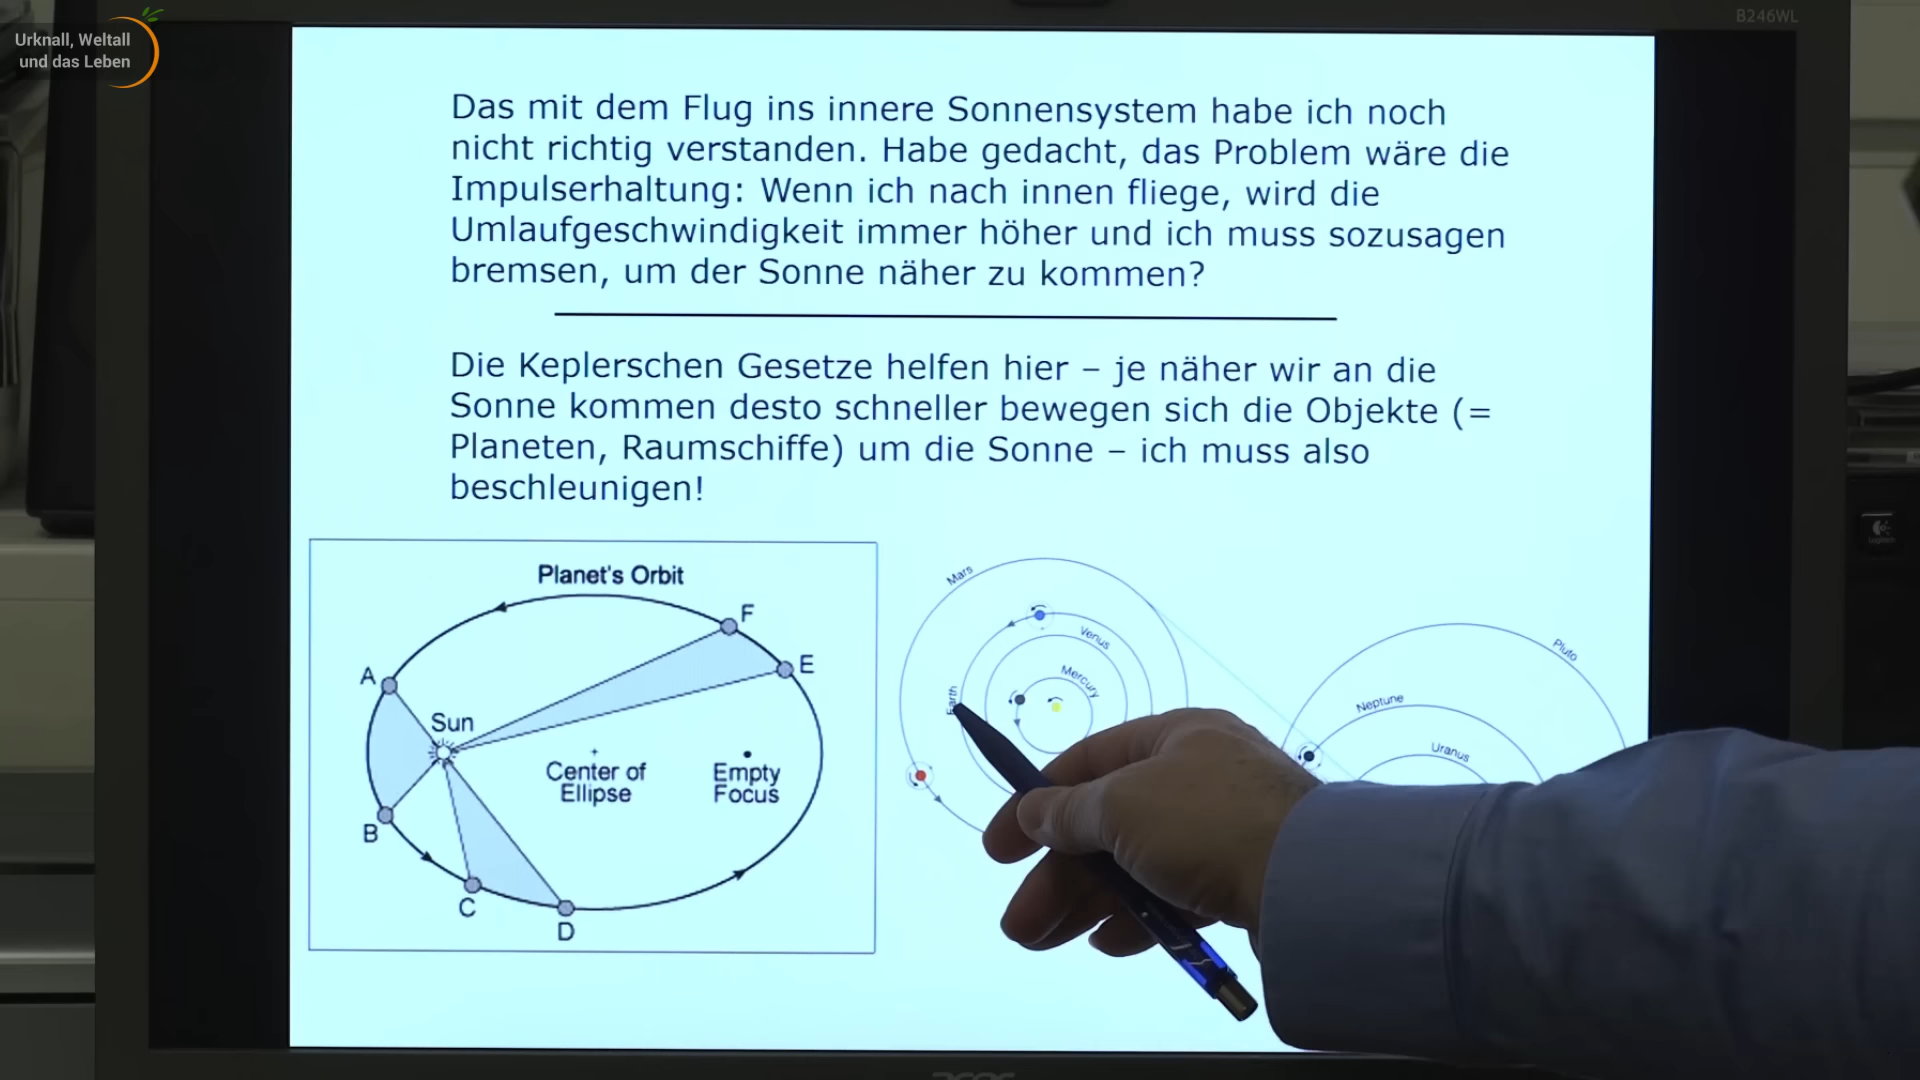 Urknall, Weltall
und das Leben
B246WL
Das mit dem Flug ins innere Sonnensystem habe ich noch
nicht richtig verstanden. Habe gedacht, das Problem wäre die
Impulserhaltung: Wenn ich nach innen fliege, wird die
Umlaufgeschwindigkeit immer höher und ich muss sozusagen
bremsen, um der Sonne näher zu kommen?
Die Keplerschen Gesetze helfen hier – je näher wir an die
Sonne kommen desto schneller bewegen sich die Objekte (=
Planeten, Raumschiffe) um die Sonne – ich muss also
beschleunigen!
Planet's Orbit
F
E
A
Sun
Center of
Ellipse
Empty
Focus
B
C
D
Mars
Venus
Mercury
Earth
Pluto
Neptune
Uranus
Logitech
acer